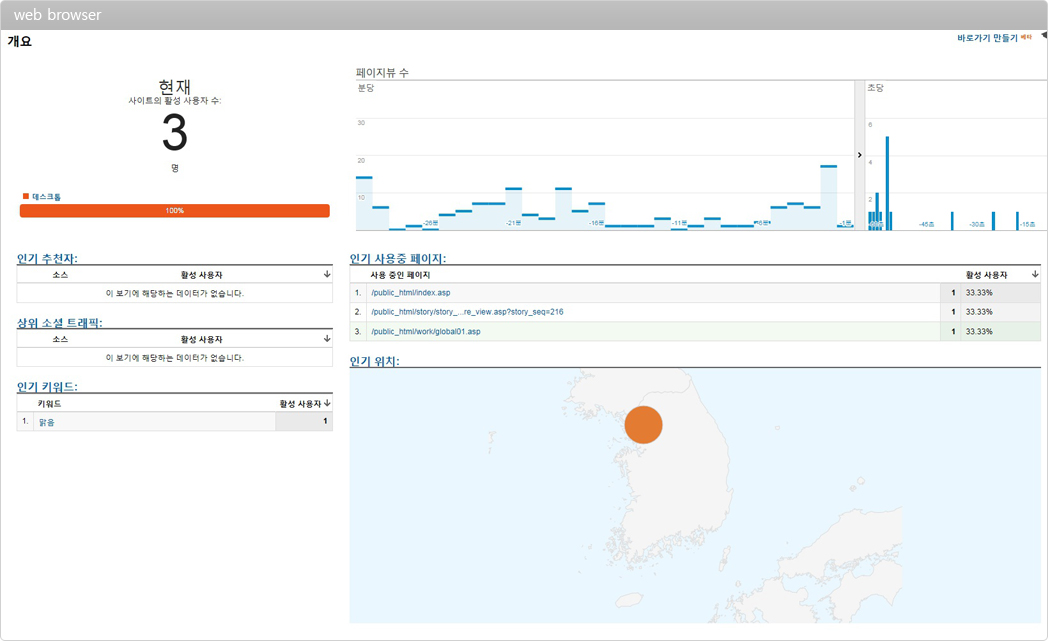 web browser
개요
바로가기 만들기 베타
현재
사이트의 활성 사용자 수:
3
명
데스크톱
100%
페이지뷰 수
분당
30
20
10
-26분
-21분
-16분
-11분
-6분
-1분
초당
6
4
2
-60초
-45초
-30초
-15초
인기 추천자:
소스 활성 사용자
이 보기에 해당하는 데이터가 없습니다.
상위 소셜 트래픽:
소스 활성 사용자
이 보기에 해당하는 데이터가 없습니다.
인기 키워드:
키워드 활성 사용자
1. 맑음 1
인기 사용중 페이지:
사용 중인 페이지 활성 사용자
1. /public_html/index.asp 1 33.33%
2. /public_html/story/story_...re_view.asp?story_seq=216 1 33.33%
3. /public_html/work/global01.asp 1 33.33%
인기 위치: